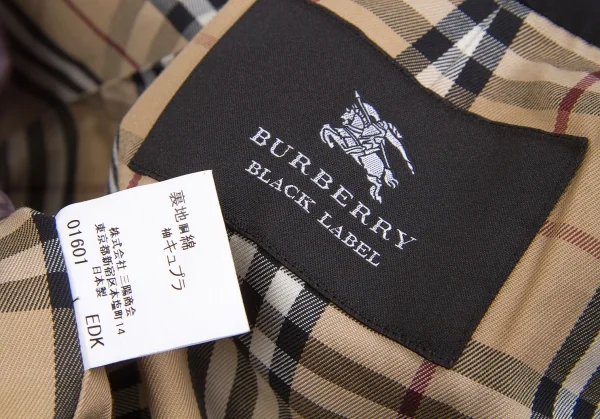 BURBERRY
BLACK LABEL
裏地胴綿
袖キュプラ
株式会社三陽商会
東京都新宿区本塩町14
日本製
01601 EDK